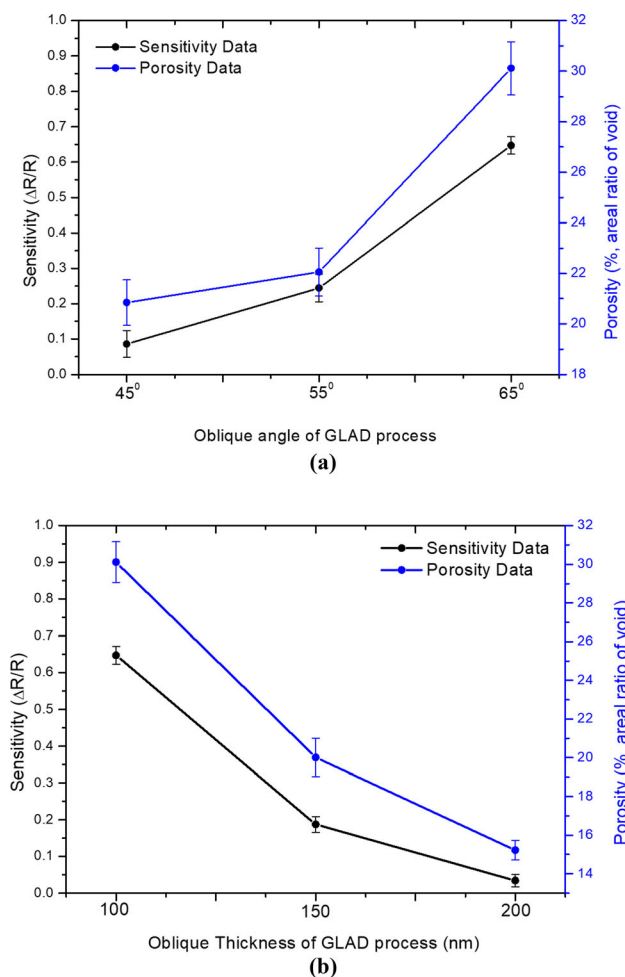 1.0
0.9
0.8
0.7
0.6
0.5
0.4
0.3
0.2
0.1
0.0
Sensitivity (ΔR/R)
Sensitivity Data
Porosity Data
32
30
28
26
24
22
20
18
Porosity (%, areal ratio of void)
45⁰ 55⁰ 65⁰
Oblique angle of GLAD process
(a)
1.0
0.9
0.8
0.7
0.6
0.5
0.4
0.3
0.2
0.1
0.0
Sensitivity (ΔR/R)
Sensitivity Data
Porosity Data
32
30
28
26
24
22
20
18
16
14
Porosity (%, areal ratio of void)
100 150 200
Oblique Thickness of GLAD process (nm)
(b)